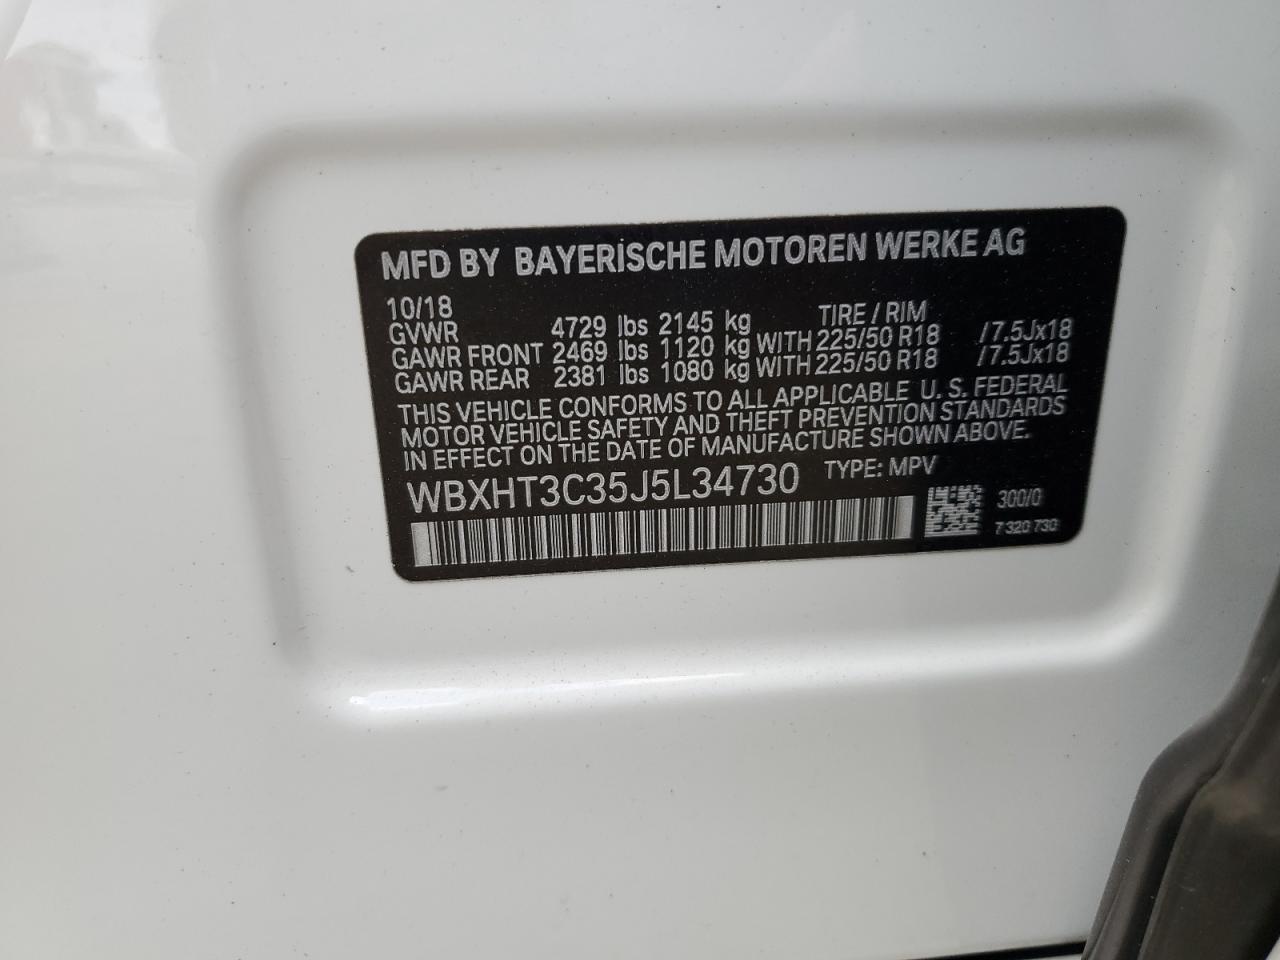 MFD BY BAYERISCHE MOTOREN WERKE AG
10/18 TIRE / RIM
GVWR 4729 lbs 2145 kg
GAWR FRONT 2469 lbs 1120 kg WITH 225/50 R18 /7.5Jx18
GAWR REAR 2381 lbs 1080 kg WITH 225/50 R18 /7.5Jx18
THIS VEHICLE CONFORMS TO ALL APPLICABLE U. S. FEDERAL
MOTOR VEHICLE SAFETY AND THEFT PREVENTION STANDARDS
IN EFFECT ON THE DATE OF MANUFACTURE SHOWN ABOVE.
WBXHT3C35J5L34730 TYPE: MPV
300/0
7 320 730